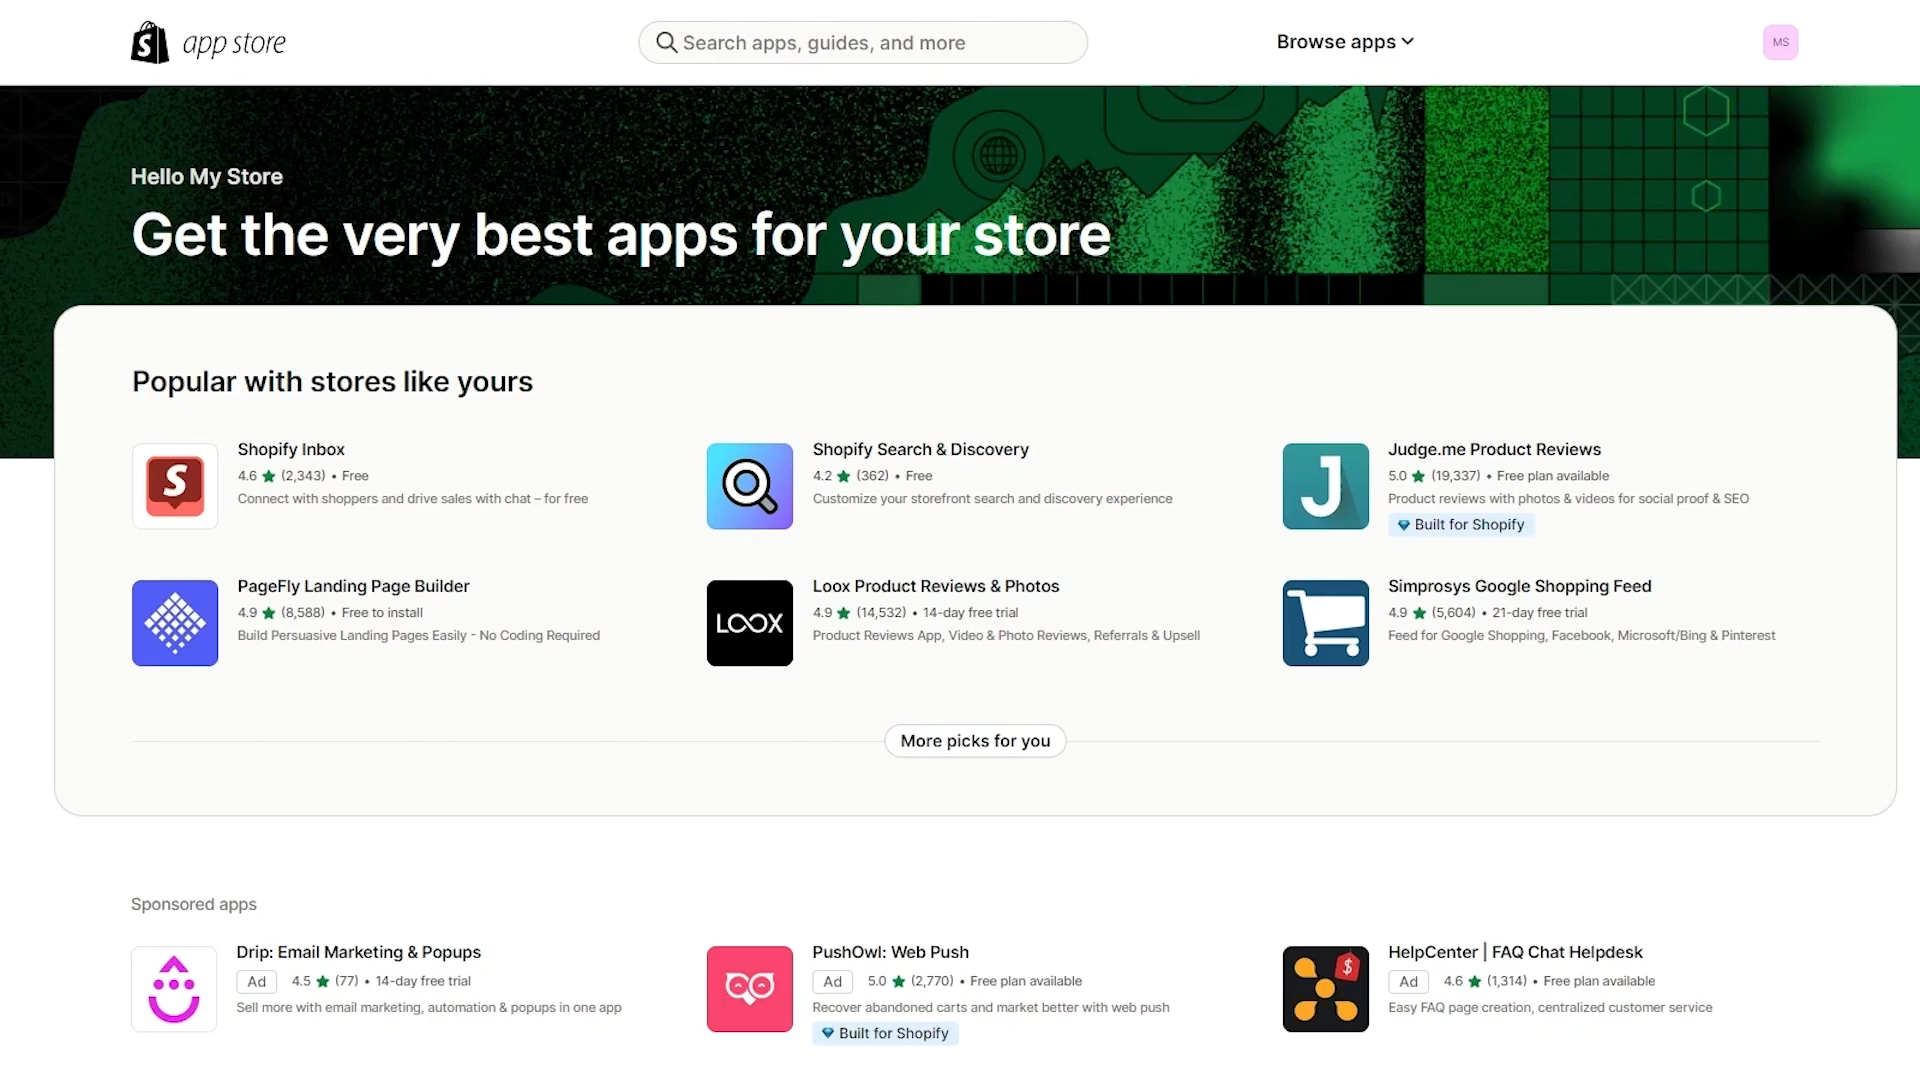 S app store
Search apps, guides, and more
Browse apps
MS
Hello My Store
Get the very best apps for your store
Popular with stores like yours
S
Shopify Inbox
4.6 ★ (2,343) • Free
Connect with shoppers and drive sales with chat – for free
Shopify Search & Discovery
4.2 ★ (362) • Free
Customize your storefront search and discovery experience
J
Judge.me Product Reviews
5.0 ★ (19,337) • Free plan available
Product reviews with photos & videos for social proof & SEO
Built for Shopify
PageFly Landing Page Builder
4.9 ★ (8,588) • Free to install
Build Persuasive Landing Pages Easily - No Coding Required
LOOX
Loox Product Reviews & Photos
4.9 ★ (14,532) • 14-day free trial
Product Reviews App, Video & Photo Reviews, Referrals & Upsell
Simprosys Google Shopping Feed
4.9 ★ (5,604) • 21-day free trial
Feed for Google Shopping, Facebook, Microsoft/Bing & Pinterest
More picks for you
Sponsored apps
Drip: Email Marketing & Popups
Ad 4.5 ★ (77) • 14-day free trial
Sell more with email marketing, automation & popups in one app
PushOwl: Web Push
Ad 5.0 ★ (2,770) • Free plan available
Recover abandoned carts and market better with web push
Built for Shopify
$
HelpCenter | FAQ Chat Helpdesk
Ad 4.6 ★ (1,314) • Free plan available
Easy FAQ page creation, centralized customer service